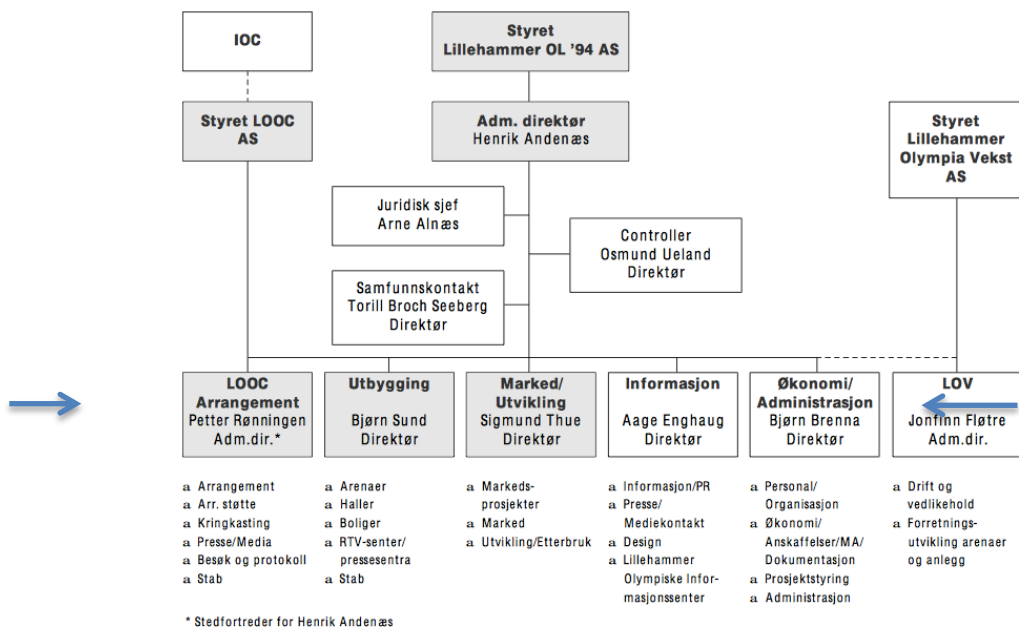 IOC
Styret
Lillehammer OL '94 AS
Styret LOOC
AS
Adm. direktør
Henrik Andenæs
Styret
Lillehammer
Olympia Vekst
AS
Juridisk sjef
Arne Alnæs
Controller
Osmund Ueland
Direktør
Samfunnskontakt
Torill Broch Seeberg
Direktør
LOOC
Arrangement
Petter Rønningen
Adm.dir.*
Utbygging
Bjørn Sund
Direktør
Marked/
Utvikling
Sigmund Thue
Direktør
Informasjon
Aage Enghaug
Direktør
Økonomi/
Administrasjon
Bjørn Brenna
Direktør
LOV
Jonfinn Fløtre
Adm.dir.
a Arrangement
a Arr. støtte
a Kringkasting
a Presse/Media
a Besøk og protokoll
a Stab
a Arenaer
a Haller
a Boliger
a RTV-senter/
pressesentra
a Stab
a Markeds-
prosjekter
a Marked
a Utvikling/Etterbruk
a Informasjon/PR
a Presse/
Mediekontakt
a Design
a Lillehammer
Olympiske Infor-
masjonssenter
a Personal/
Organisasjon
a Økonomi/
Anskaffelser/MA/
Dokumentasjon
a Prosjektstyring
a Administrasjon
a Drift og
vedlikehold
a Forretnings-
utvikling arenaer
og anlegg
* Stedfortreder for Henrik Andenæs